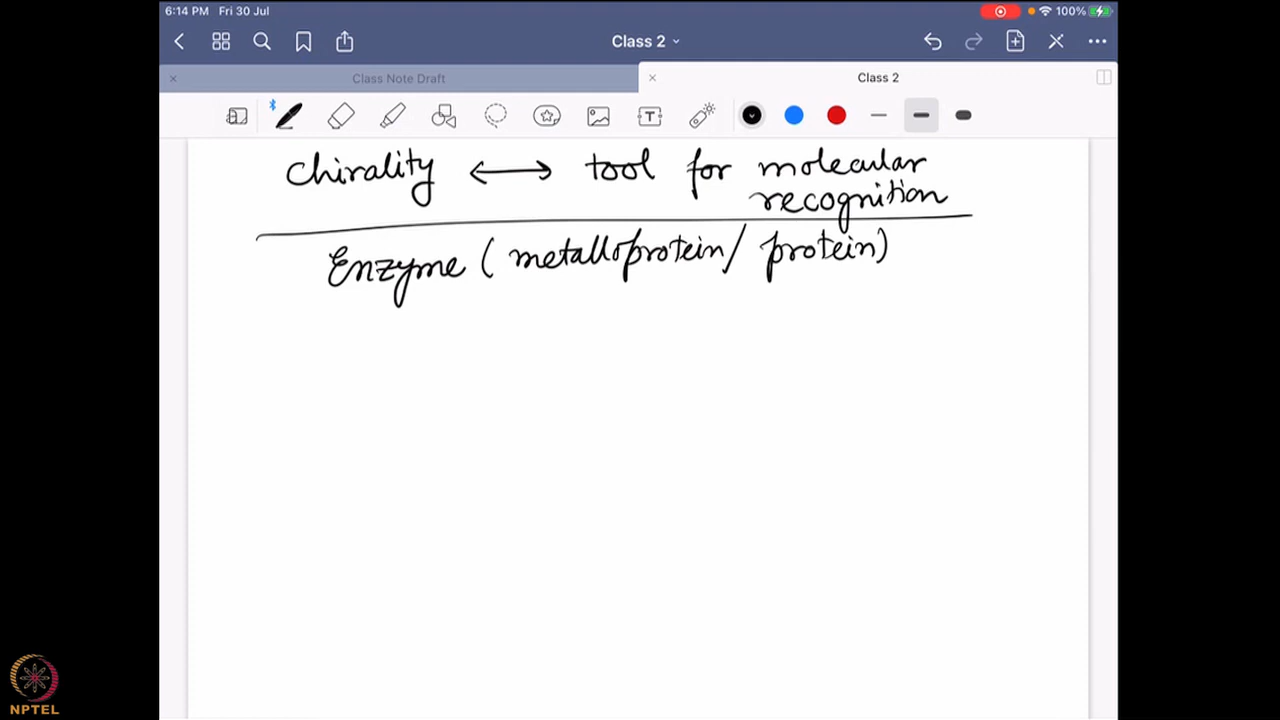 6:14 PM Fri 30 Jul
100%
Class 2
Class Note Draft
Class 2
T
Chirality ⟷ tool for molecular
recognition
Enzyme ( metalloprotein/ protein)
NPTEL